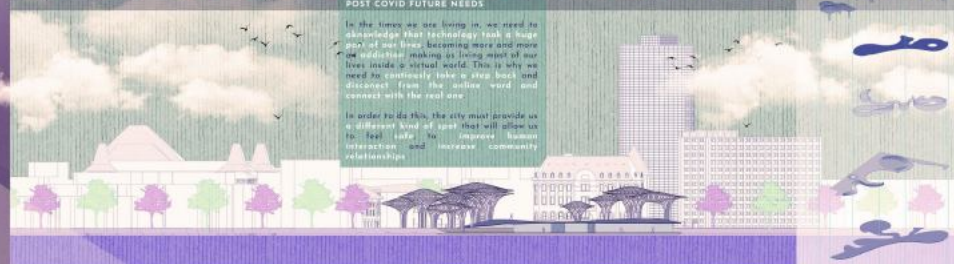 POST COVID FUTURE NEEDS
In the times we are living in, we need to
aknowledge that technology took a huge
part of our lives becoming more and more
an addiction making us living most of our
lives inside a virtual world. This is why we
need to contiously take a step back and
disconect from the online word and
connect with the real one
In order to do this, the city must provide us
a different kind of spot that will allow us
to feel safe to improve human
interaction and increase community
relationships